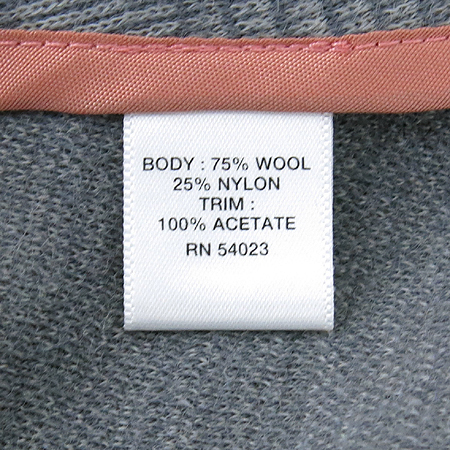 BODY : 75% WOOL
25% NYLON
TRIM :
100% ACETATE
RN 54023